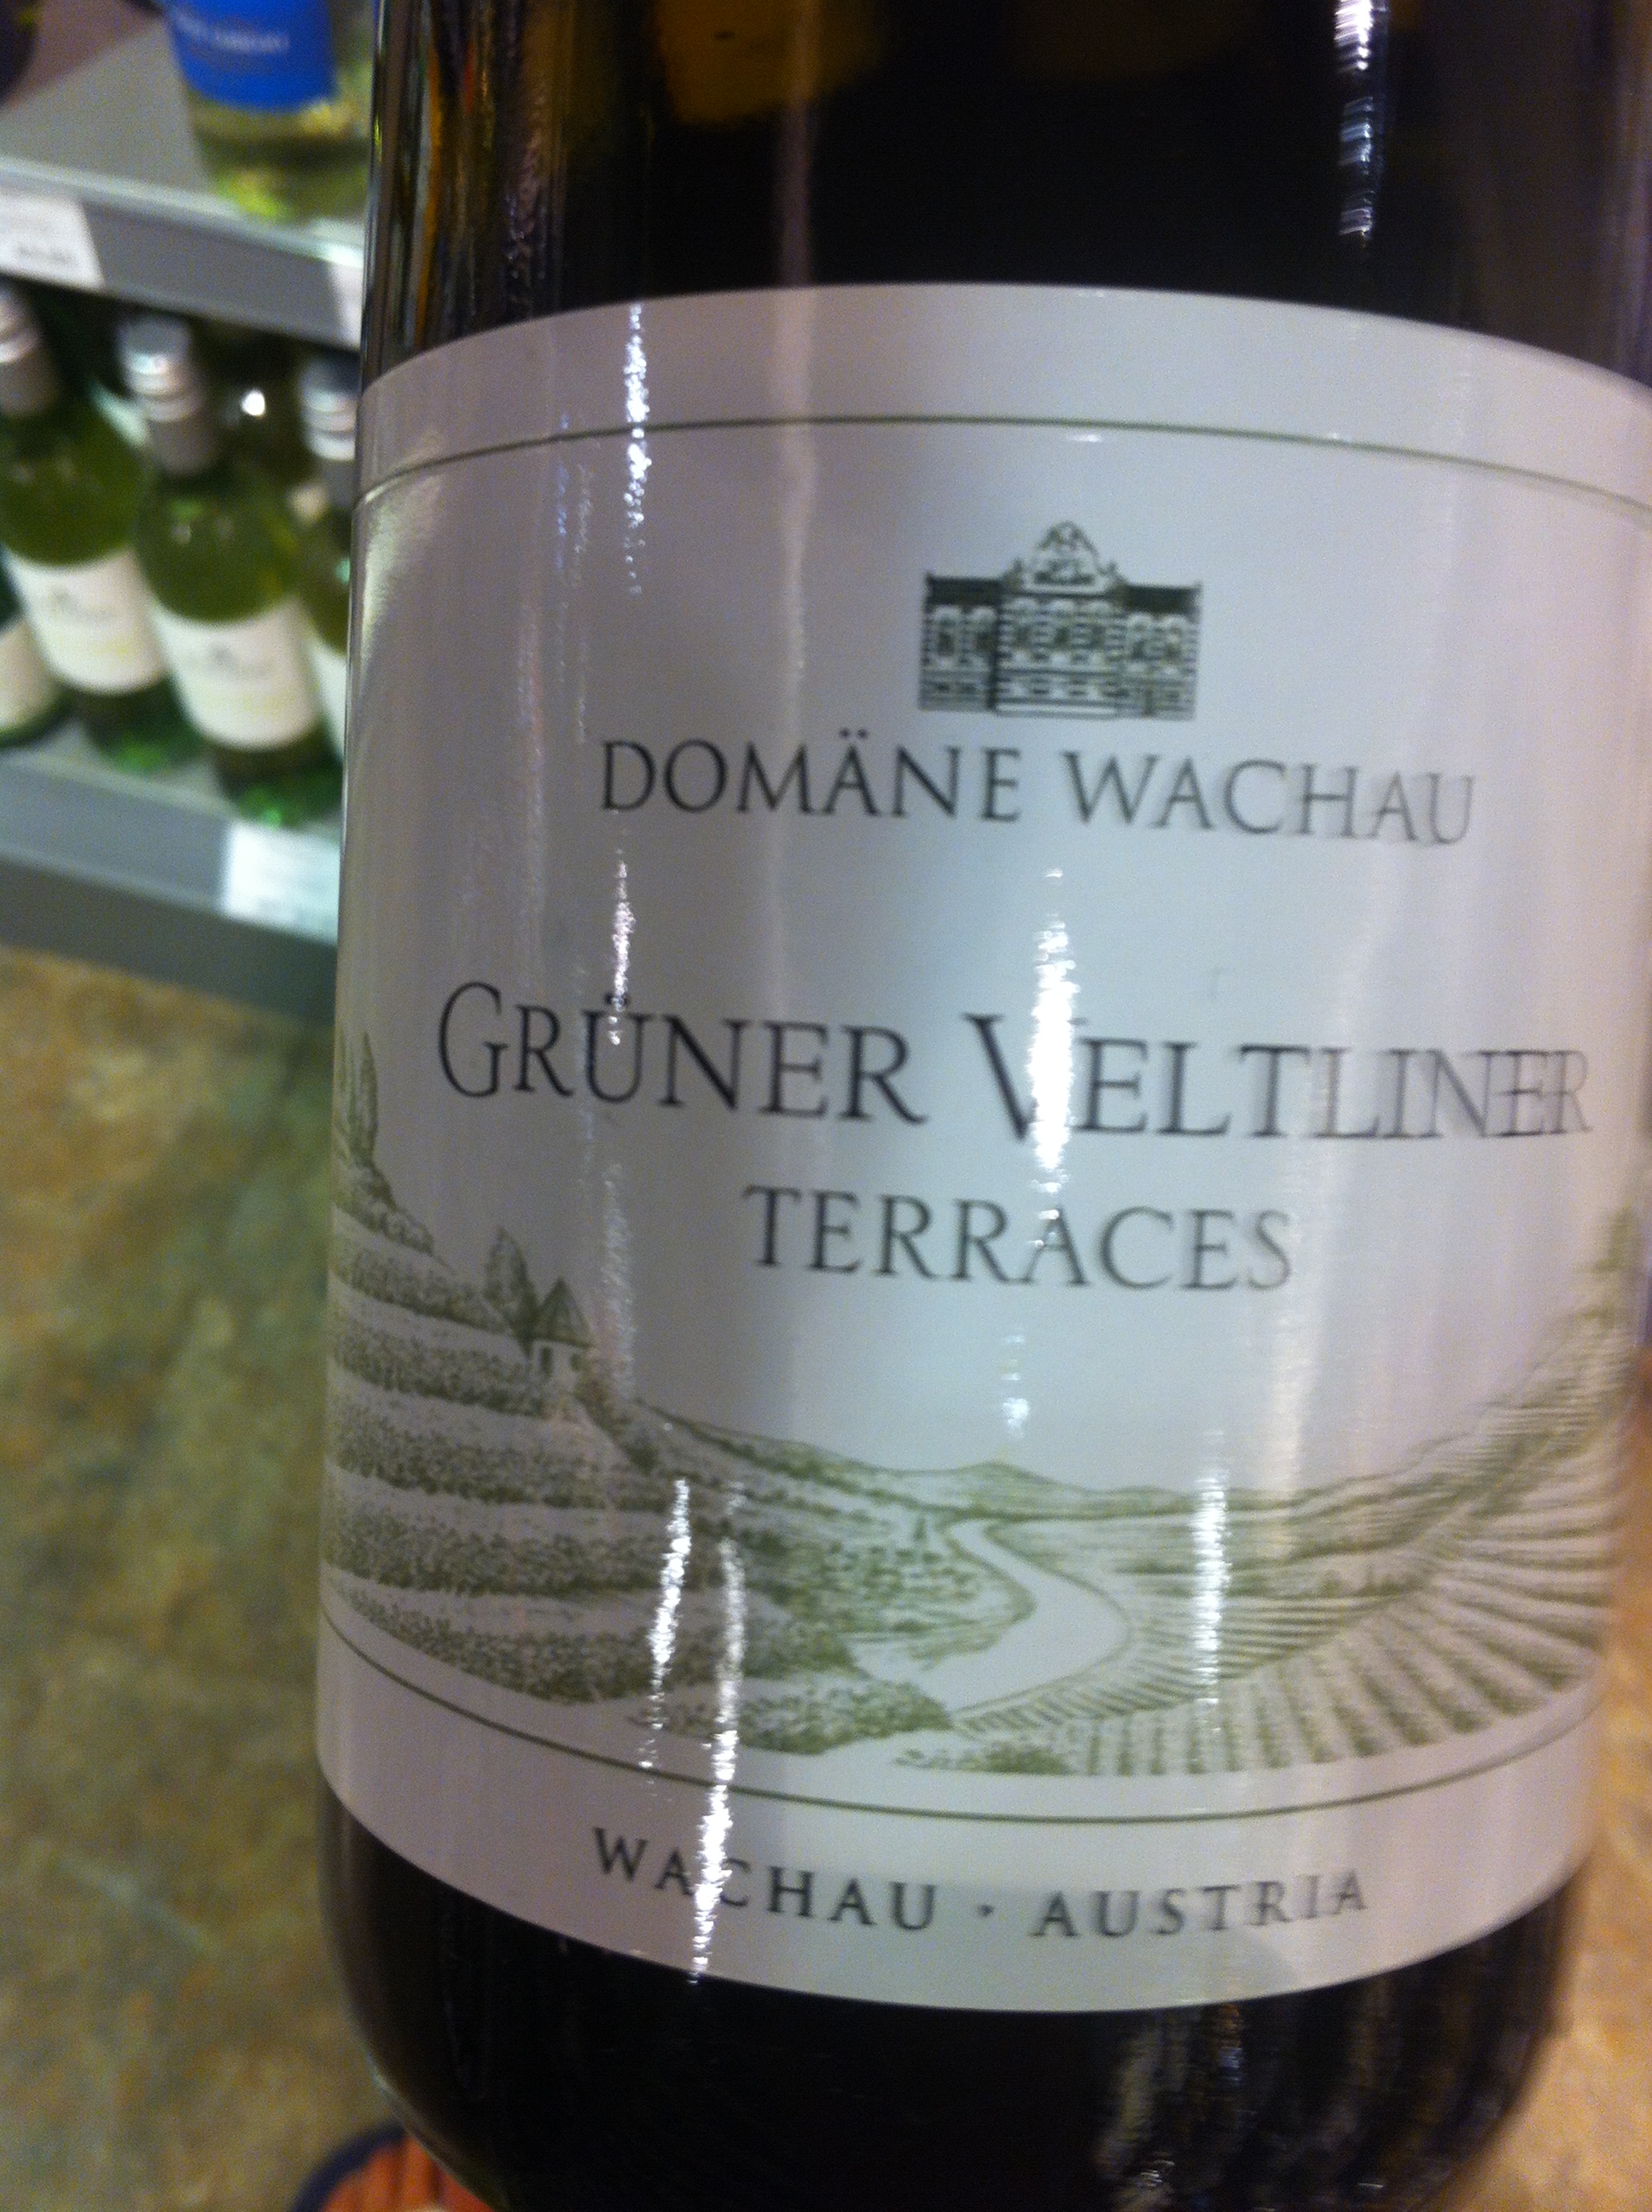 DOMÄNE WACHAU
GRÜNER VELTLINER
TERRACES
WACHAU · AUSTRIA